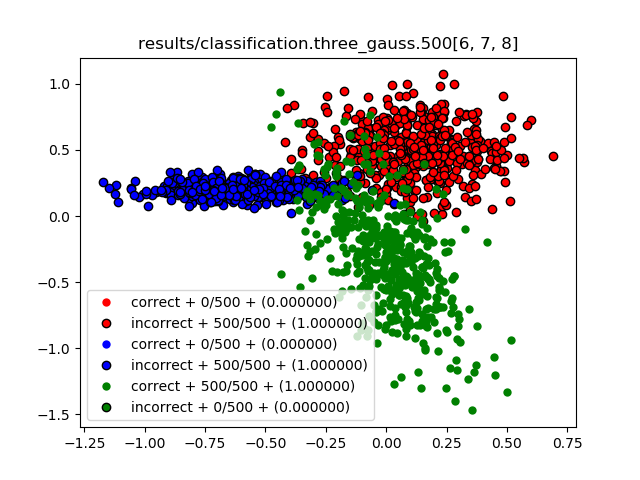 results/classification.three_gauss.500[6, 7, 8]
1.0
0.5
0.0
−0.5
−1.0
−1.5
correct + 0/500 + (0.000000)
incorrect + 500/500 + (1.000000)
correct + 0/500 + (0.000000)
incorrect + 500/500 + (1.000000)
correct + 500/500 + (1.000000)
incorrect + 0/500 + (0.000000)
−1.25 −1.00 −0.75 −0.50 −0.25 0.00 0.25 0.50 0.75